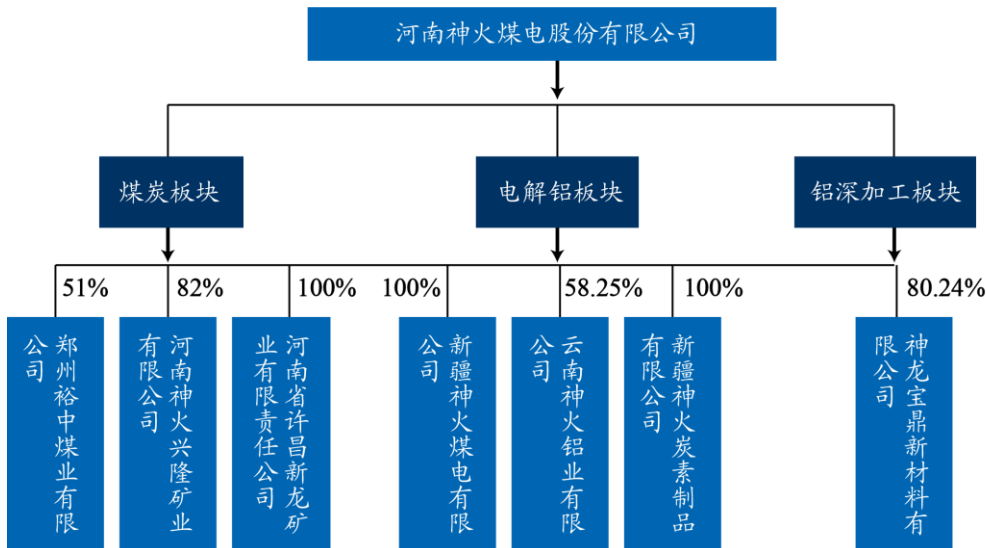 河南神火煤电股份有限公司
煤炭板块
电解铝板块
铝深加工板块
51%
82%
100%
100%
58.25%
100%
80.24%
郑州裕中煤业有限
公司
河南神火兴隆矿业
有限公司
河南省许昌新龙矿
业有限责任公司
新疆神火煤电有限
公司
云南神火铝业有限
公司
新疆神火炭素制品
有限公司
神龙宝鼎新材料有
限公司